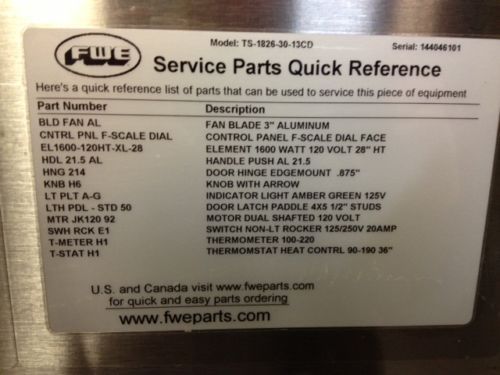 Model: TS-1826-30-13CD Serial: 144046101
FWE Service Parts Quick Reference
Here's a quick reference list of parts that can be used to service this piece of equipment
Part Number Description
BLD FAN AL FAN BLADE 3" ALUMINUM
CNTRL PNL F-SCALE DIAL CONTROL PANEL F-SCALE DIAL FACE
EL1600-120HT-XL-28 ELEMENT 1600 WATT 120 VOLT 28" HT
HDL 21.5 AL HANDLE PUSH AL 21.5
HNG 214 DOOR HINGE EDGEMOUNT .875"
KNB H6 KNOB WITH ARROW
LT PLT A-G INDICATOR LIGHT AMBER GREEN 125V
LTH PDL - STD 50 DOOR LATCH PADDLE 4X5 1/2" STUDS
MTR JK120 92 MOTOR DUAL SHAFTED 120 VOLT
SWH RCK E1 SWITCH NON-LT ROCKER 125/250V 20AMP
T-METER H1 THERMOMETER 100-220
T-STAT H1 THERMOMSTAT HEAT CONTRL 90-190 36"
U.S. and Canada visit www.fweparts.com
for quick and easy parts ordering
www.fweparts.com